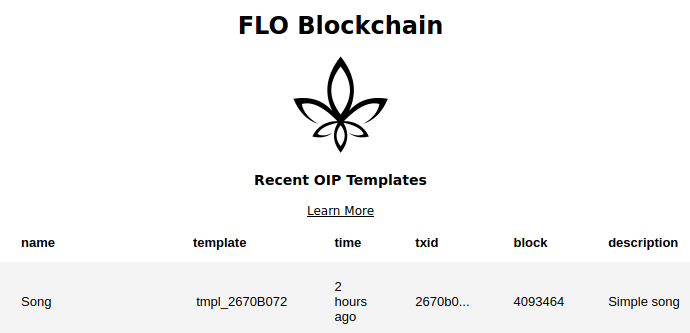 FLO Blockchain
Recent OIP Templates
Learn More
name template time txid block description
Song tmpl_2670B072 2 hours ago 2670b0... 4093464 Simple song